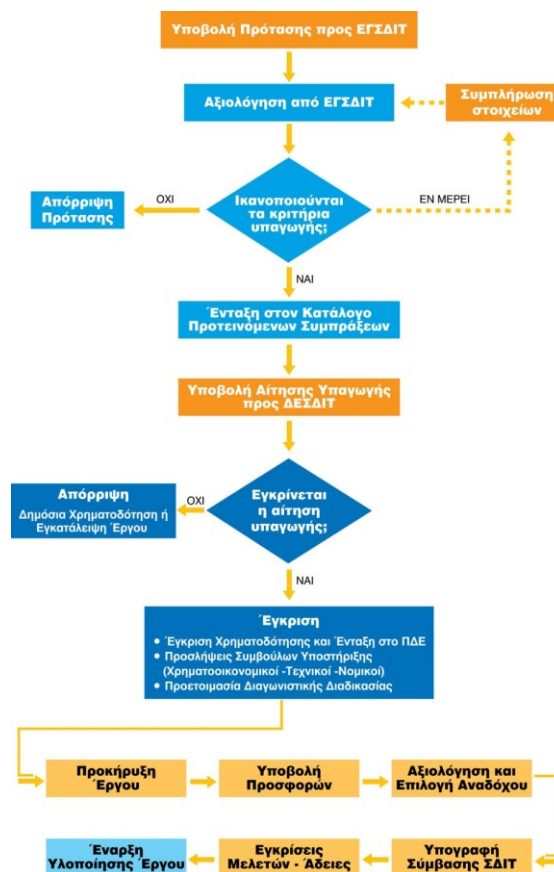 Υποβολή Πρότασης προς ΕΓΣΔΙΤ
Αξιολόγηση από ΕΓΣΔΙΤ
Συμπλήρωση
στοιχείων
Ικανοποιούνται
τα κριτήρια
υπαγωγής;
ΟΧΙ
Απόρριψη
Πρότασης
ΕΝ ΜΕΡΕΙ
ΝΑΙ
Ένταξη στον Κατάλογο
Προτεινόμενων Συμπράξεων
Υποβολή Αίτησης Υπαγωγής
προς ΔΕΣΔΙΤ
Εγκρίνεται
η αίτηση
υπαγωγής;
ΟΧΙ
Απόρριψη
Δημόσια Χρηματοδότηση ή
Εγκατάλειψη Έργου
ΝΑΙ
Έγκριση
• Έγκριση Χρηματοδότησης και Ένταξη στο ΠΔΕ
• Προσλήψεις Συμβούλων Υποστήριξης
(Χρηματοοικονομικοί -Τεχνικοί -Νομικοί)
• Προετοιμασία Διαγωνιστικής Διαδικασίας
Προκήρυξη
Έργου
Υποβολή
Προσφορών
Αξιολόγηση και
Επιλογή Αναδόχου
Υπογραφή
Σύμβασης ΣΔΙΤ
Εγκρίσεις
Μελετών - Άδειες
Έναρξη
Υλοποίησης Έργου